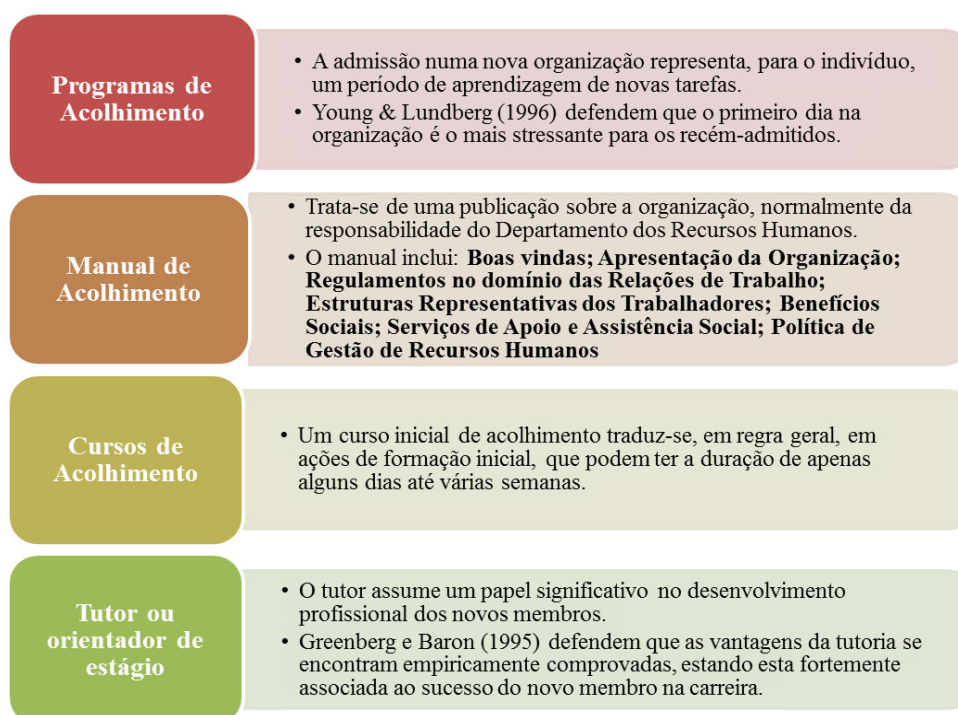 Programas de
Acolhimento
• A admissão numa nova organização representa, para o indivíduo,
um período de aprendizagem de novas tarefas.
• Young & Lundberg (1996) defendem que o primeiro dia na
organização é o mais stressante para os recém-admitidos.
Manual de
Acolhimento
• Trata-se de uma publicação sobre a organização, normalmente da
responsabilidade do Departamento dos Recursos Humanos.
• O manual inclui: Boas vindas; Apresentação da Organização;
Regulamentos no domínio das Relações de Trabalho;
Estruturas Representativas dos Trabalhadores; Benefícios
Sociais; Serviços de Apoio e Assistência Social; Política de
Gestão de Recursos Humanos
Cursos de
Acolhimento
• Um curso inicial de acolhimento traduz-se, em regra geral, em
ações de formação inicial, que podem ter a duração de apenas
alguns dias até várias semanas.
Tutor ou
orientador de
estágio
• O tutor assume um papel significativo no desenvolvimento
profissional dos novos membros.
• Greenberg e Baron (1995) defendem que as vantagens da tutoria se
encontram empiricamente comprovadas, estando esta fortemente
associada ao sucesso do novo membro na carreira.